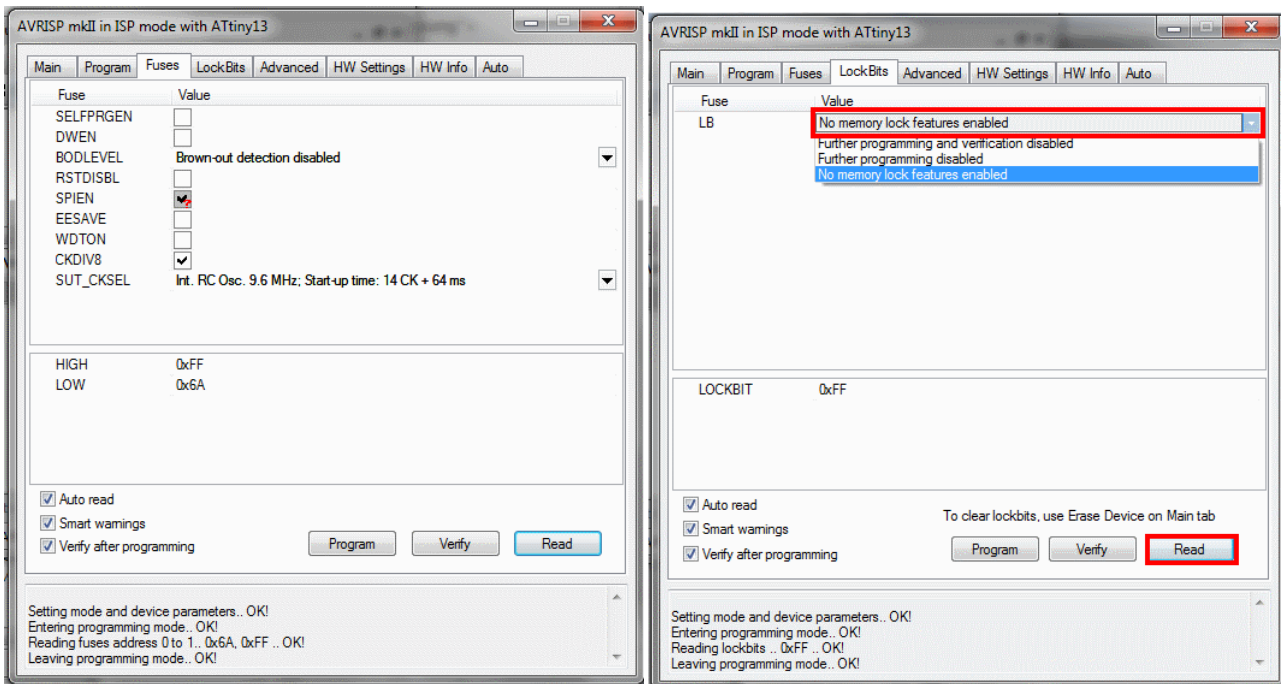 AVRISP mkII in ISP mode with ATtiny13
Main Program Fuses LockBits Advanced HW Settings HW Info Auto
Fuse Value
SELFPRGEN
DWEN
BODLEVEL Brown-out detection disabled
RSTDISBL
SPIEN
EESAVE
WDTON
CKDIV8
SUT_CKSEL Int. RC Osc. 9.6 MHz; Start-up time: 14 CK + 64 ms
HIGH 0xFF
LOW 0x6A
Auto read
Smart warnings
Verify after programming
Program Verify Read
Setting mode and device parameters.. OK!
Entering programming mode.. OK!
Reading fuses address 0 to 1.. 0x6A, 0xFF .. OK!
Leaving programming mode.. OK!
AVRISP mkII in ISP mode with ATtiny13
Main Program Fuses LockBits Advanced HW Settings HW Info Auto
Fuse Value
LB No memory lock features enabled
Further programming and verification disabled
Further programming disabled
No memory lock features enabled
LOCKBIT 0xFF
Auto read
Smart warnings
To clear lockbits, use Erase Device on Main tab
Verify after programming
Program Verify Read
Setting mode and device parameters.. OK!
Entering programming mode.. OK!
Reading lockbits .. 0xFF .. OK!
Leaving programming mode.. OK!